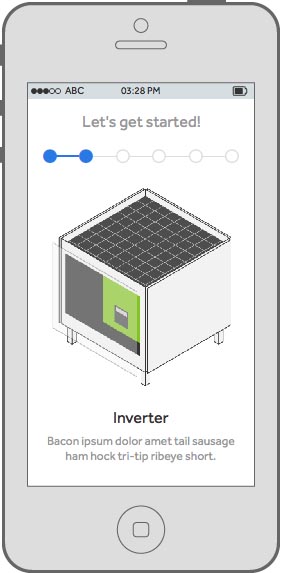 ABC 03:28 PM
Let's get started!
Inverter
Bacon ipsum dolor amet tail sausage
ham hock tri-tip ribeye short.